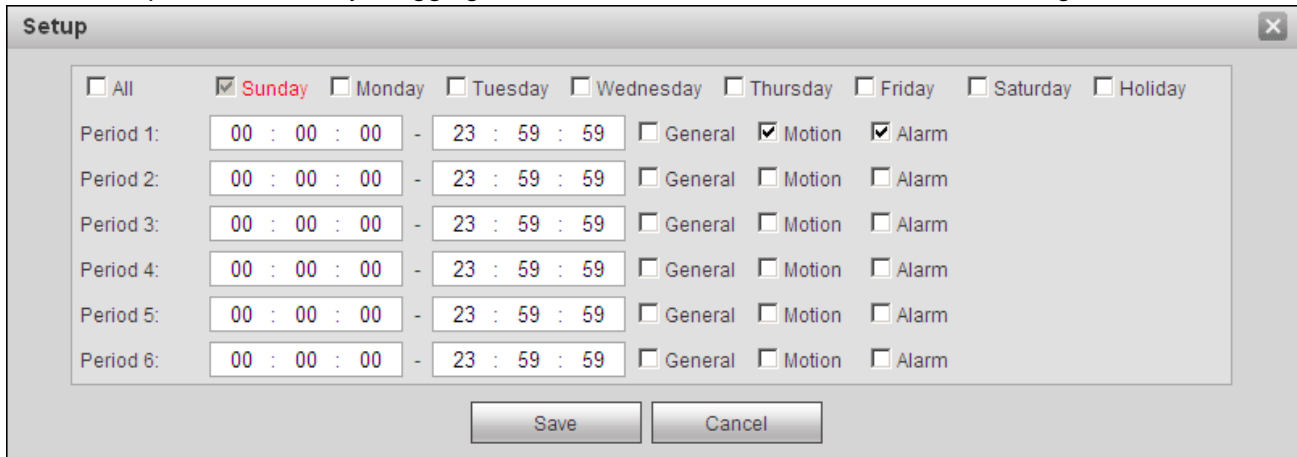 Setup
All Sunday Monday Tuesday Wednesday Thursday Friday Saturday Holiday
Period 1: 00 : 00 : 00 - 23 : 59 : 59 General Motion Alarm
Period 2: 00 : 00 : 00 - 23 : 59 : 59 General Motion Alarm
Period 3: 00 : 00 : 00 - 23 : 59 : 59 General Motion Alarm
Period 4: 00 : 00 : 00 - 23 : 59 : 59 General Motion Alarm
Period 5: 00 : 00 : 00 - 23 : 59 : 59 General Motion Alarm
Period 6: 00 : 00 : 00 - 23 : 59 : 59 General Motion Alarm
Save Cancel